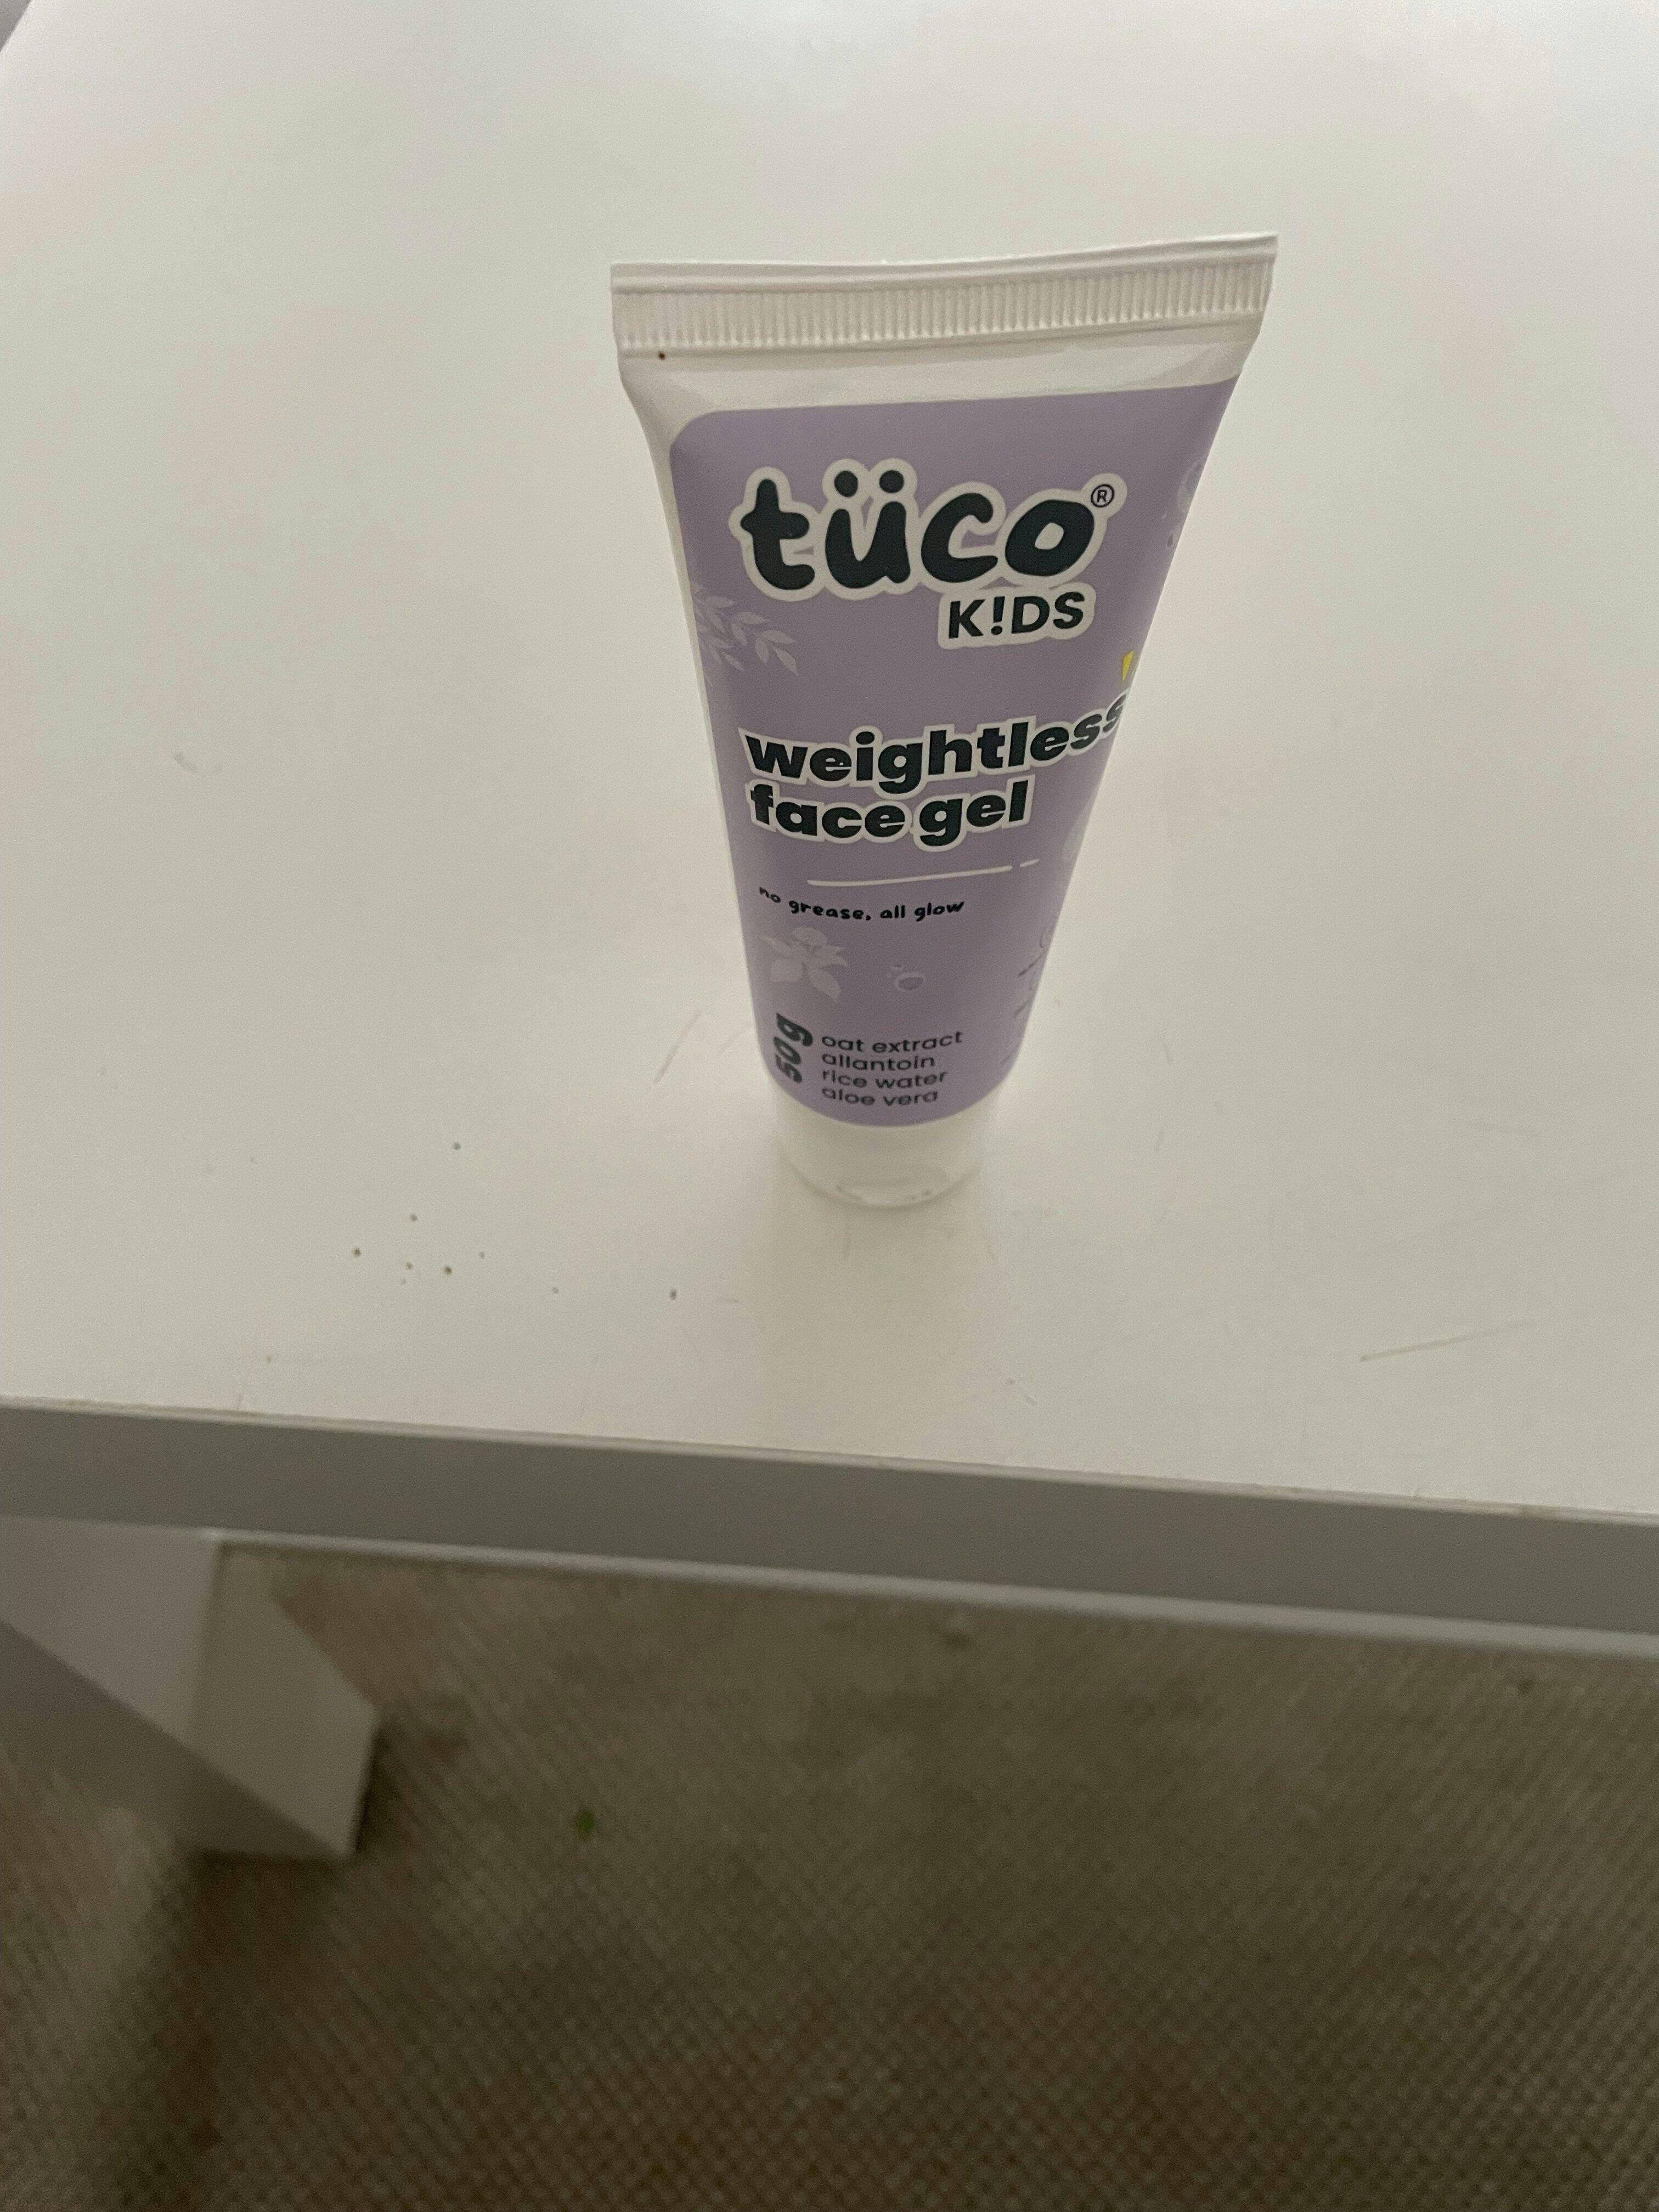 tüco®
K!DS
weightless
face gel
no grease, all glow
50g
oat extract
allantoin
rice water
aloe vera